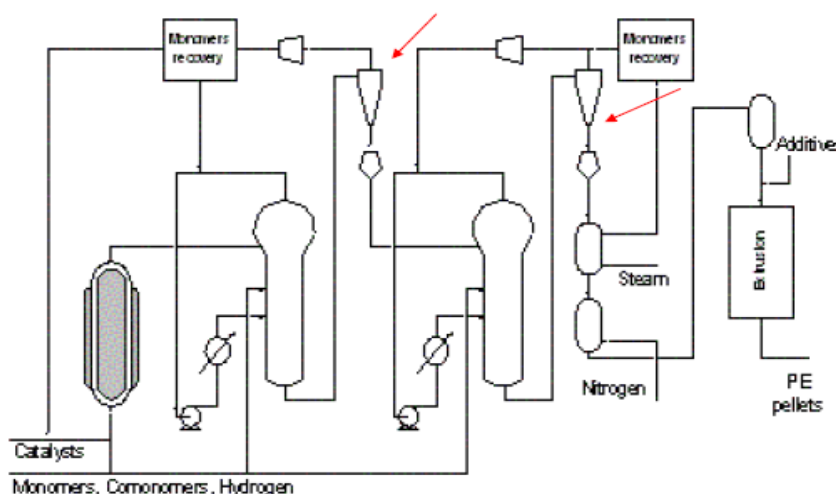 Monomers
recovery
Monomers
recovery
Additive
Extrusion
Steam
Nitrogen
PE
pellets
Catalysts
Monomers, Comonomers, Hydrogen